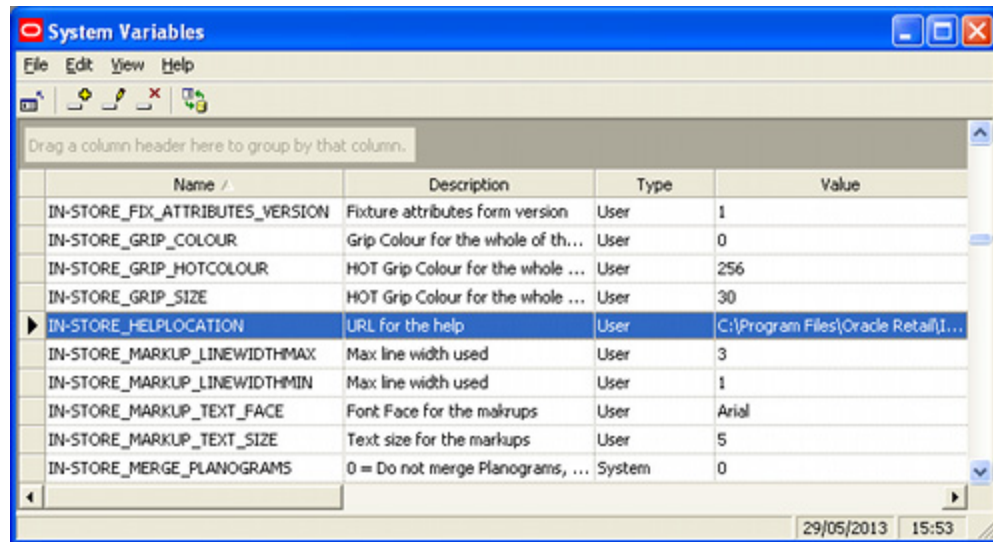 System Variables
File Edit View Help
Drag a column header here to group by that column.
Name Description Type Value
IN-STORE_FIX_ATTRIBUTES_VERSION Fixture attributes form version User 1
IN-STORE_GRIP_COLOUR Grip Colour for the whole of th... User 0
IN-STORE_GRIP_HOTCOLOUR HOT Grip Colour for the whole ... User 256
IN-STORE_GRIP_SIZE HOT Grip Colour for the whole ... User 30
IN-STORE_HELPLOCATION URL for the help User C:\Program Files\Oracle Retail\I...
IN-STORE_MARKUP_LINEWIDTHMAX Max line width used User 3
IN-STORE_MARKUP_LINEWIDTHMIN Max line width used User 1
IN-STORE_MARKUP_TEXT_FACE Font Face for the makrups User Arial
IN-STORE_MARKUP_TEXT_SIZE Text size for the markups User 5
IN-STORE_MERGE_PLANOGRAMS 0 = Do not merge Planograms, ... System 0
29/05/2013 15:53